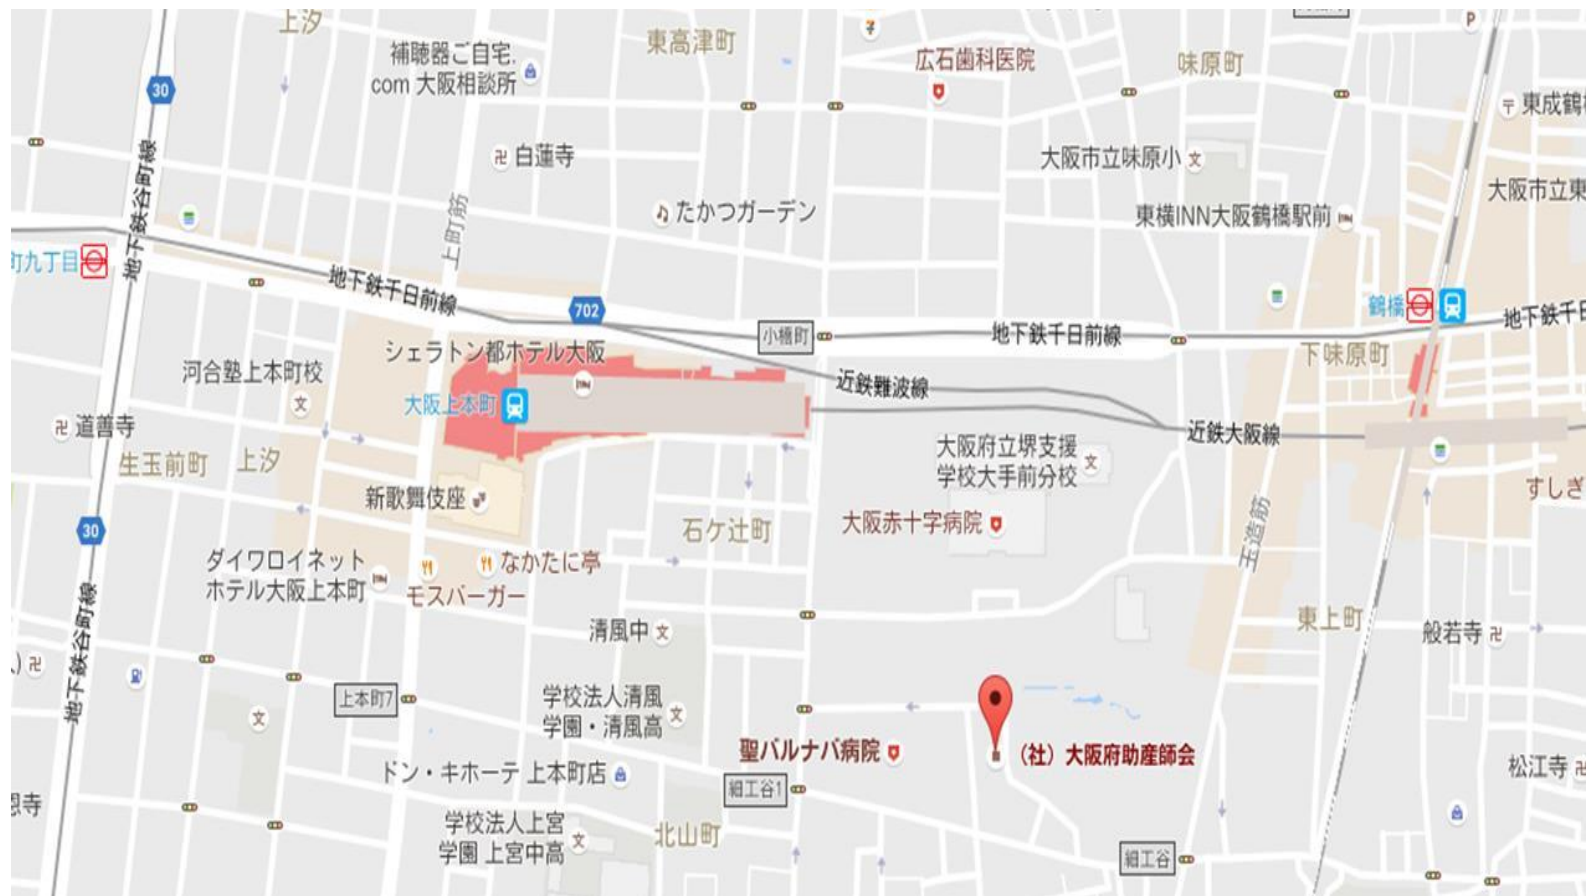 上汐
補聴器ご自宅.
com 大阪相談所
東高津町
広石歯科医院
味原町
P
30
東成鶴
白蓮寺
大阪市立味原小
地下鉄谷町線
上町筋
たかつガーデン
東横INN大阪鶴橋駅前
大阪市立東
町九丁目
地下鉄千日前線
702
小橋町
地下鉄千日前線
鶴橋
地下鉄千日
シェラトン都ホテル大阪
下味原町
河合塾上本町校
大阪上本町
近鉄難波線
道善寺
近鉄大阪線
生玉前町
上汐
大阪府立堺支援
学校大手前分校
新歌舞伎座
すしぎ
30
石ケ辻町
大阪赤十字病院
玉造筋
ダイワロイネット
ホテル大阪上本町
なかたに亭
モスバーガー
地下鉄谷町線
清風中
東上町
般若寺
上本町7
学校法人清風
学園・清風高
聖バルナバ病院
（社）大阪府助産師会
ドン・キホーテ 上本町店
細工谷1
松江寺
学校法人上宮
学園 上宮中高
北山町
細工谷